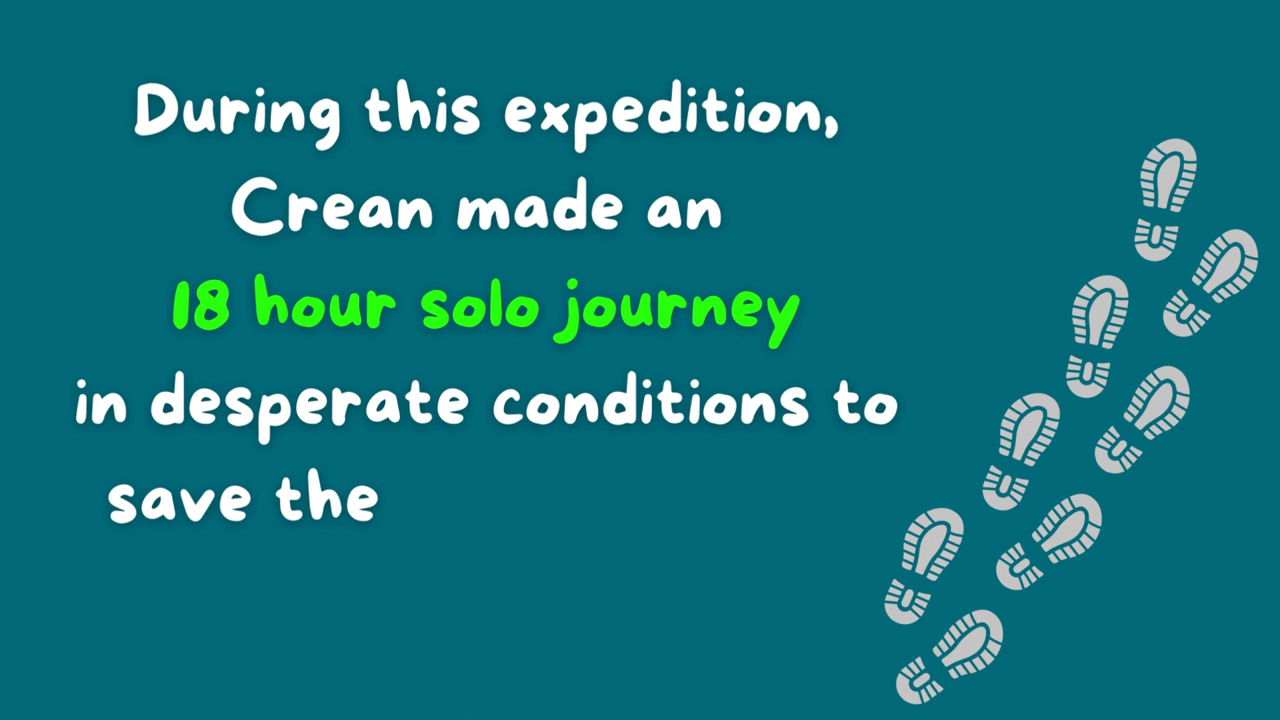 During this expedition,
Crean made an
18 hour solo journey
in desperate conditions to
save the